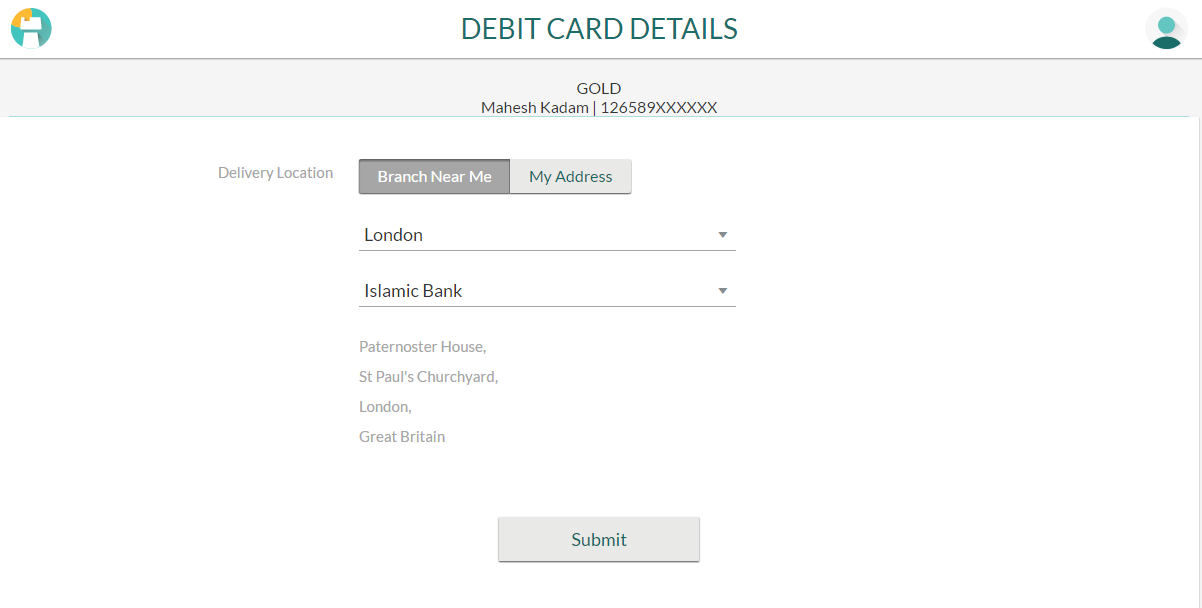 DEBIT CARD DETAILS
GOLD
Mahesh Kadam | 126589XXXXXX
Delivery Location
Branch Near Me
My Address
London
Islamic Bank
Paternoster House,
St Paul's Churchyard,
London,
Great Britain
Submit